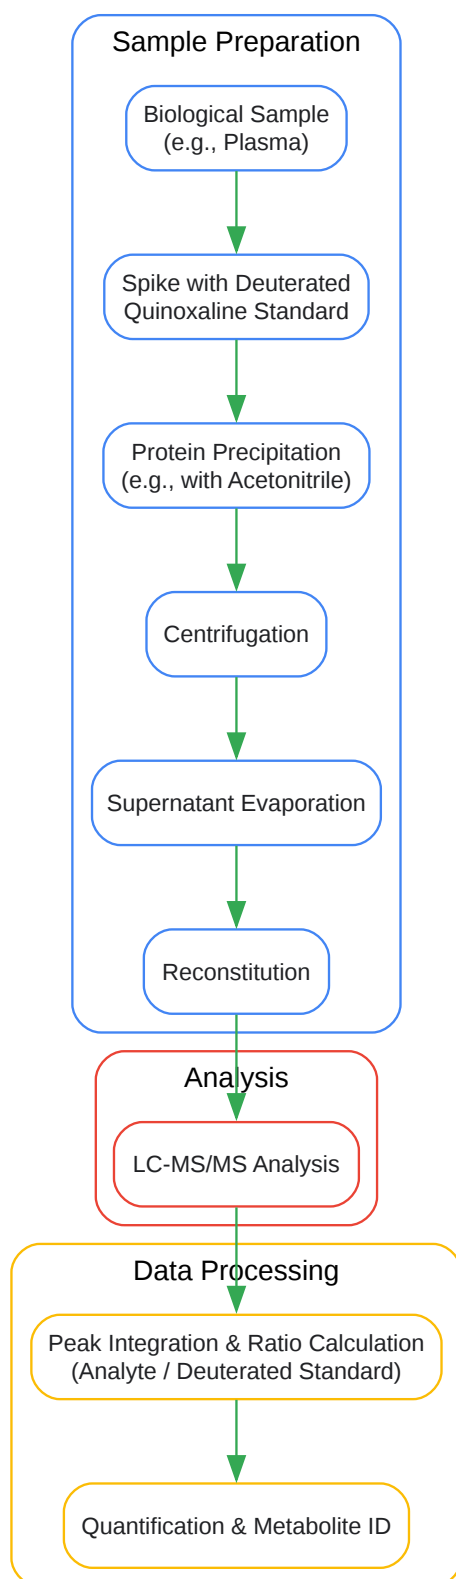 Sample Preparation
Biological Sample
(e.g., Plasma)
Spike with Deuterated
Quinoxaline Standard
Protein Precipitation
(e.g., with Acetonitrile)
Centrifugation
Supernatant Evaporation
Reconstitution
Analysis
LC-MS/MS Analysis
Data Processing
Peak Integration & Ratio Calculation
(Analyte / Deuterated Standard)
Quantification & Metabolite ID